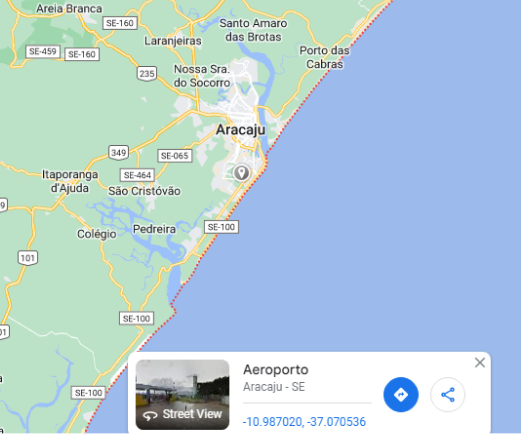 Areia Branca
SE-160
Santo Amaro
das Brotas
Laranjeiras
SE-459
SE-160
Porto das
Cabras
235
Nossa Sra.
do Socorro
Aracaju
349
SE-065
Itaporanga
d'Ajuda
SE-464
São Cristóvão
9
SE-100
Pedreira
Colégio
101
SE-100
01
SE-100
Aeroporto
Aracaju - SE
Street View
-10.987020, -37.070536